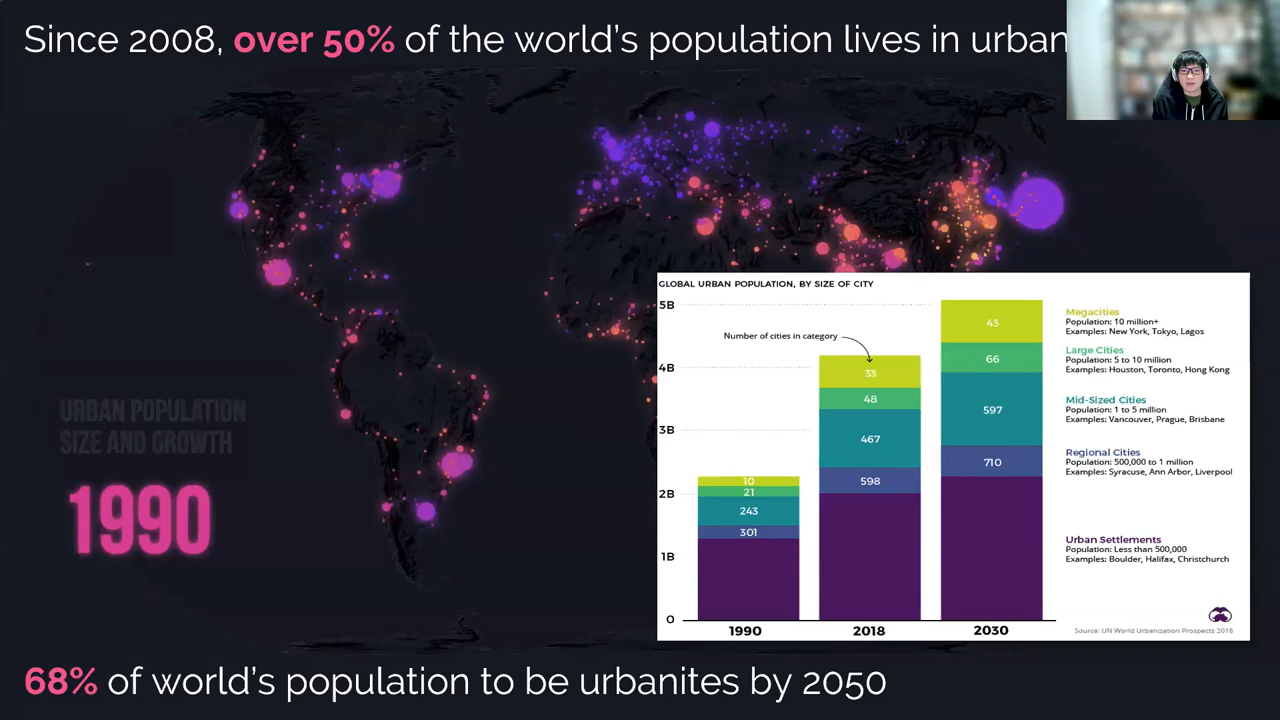 Since 2008, over 50% of the world's population lives in urban
URBAN POPULATION
SIZE AND GROWTH
1990
GLOBAL URBAN POPULATION, BY SIZE OF CITY
5B
4B
3B
2B
1B
0
Number of cities in category
10
21
243
301
33
48
467
598
43
66
597
710
1990
2018
2030
Megacities
Population: 10 million+
Examples: New York, Tokyo, Lagos
Large Cities
Population: 5 to 10 million
Examples: Houston, Toronto, Hong Kong
Mid-Sized Cities
Population: 1 to 5 million
Examples: Vancouver, Prague, Brisbane
Regional Cities
Population: 500,000 to 1 million
Examples: Syracuse, Ann Arbor, Liverpool
Urban Settlements
Population: Less than 500,000
Examples: Boulder, Halifax, Christchurch
Source: UN World Urbanization Prospects 2018
68% of world's population to be urbanites by 2050